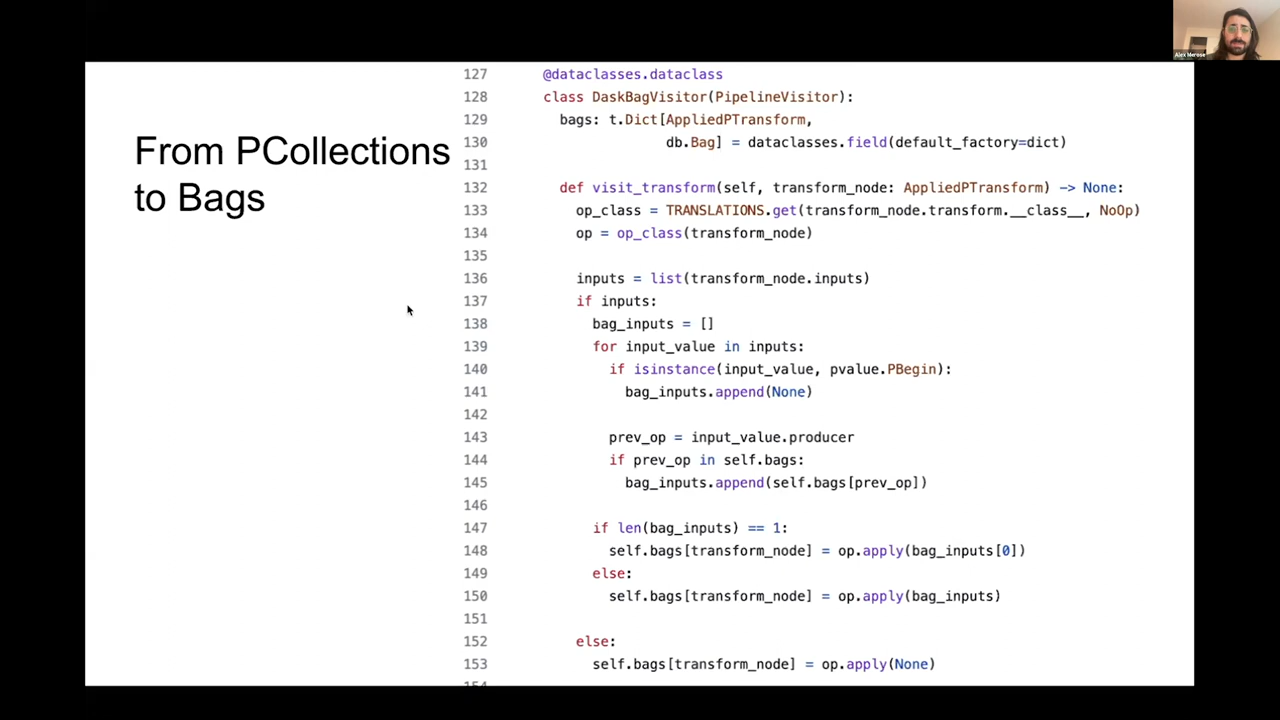 Alex Merose
From PCollections
to Bags
127 @dataclasses.dataclass
128 class DaskBagVisitor(PipelineVisitor):
129   bags: t.Dict[AppliedPTransform,
130                db.Bag] = dataclasses.field(default_factory=dict)
131
132   def visit_transform(self, transform_node: AppliedPTransform) -> None:
133     op_class = TRANSLATIONS.get(transform_node.transform.__class__, NoOp)
134     op = op_class(transform_node)
135
136     inputs = list(transform_node.inputs)
137     if inputs:
138       bag_inputs = []
139       for input_value in inputs:
140         if isinstance(input_value, pvalue.PBegin):
141           bag_inputs.append(None)
142
143         prev_op = input_value.producer
144         if prev_op in self.bags:
145           bag_inputs.append(self.bags[prev_op])
146
147       if len(bag_inputs) == 1:
148         self.bags[transform_node] = op.apply(bag_inputs[0])
149       else:
150         self.bags[transform_node] = op.apply(bag_inputs)
151
152     else:
153       self.bags[transform_node] = op.apply(None)